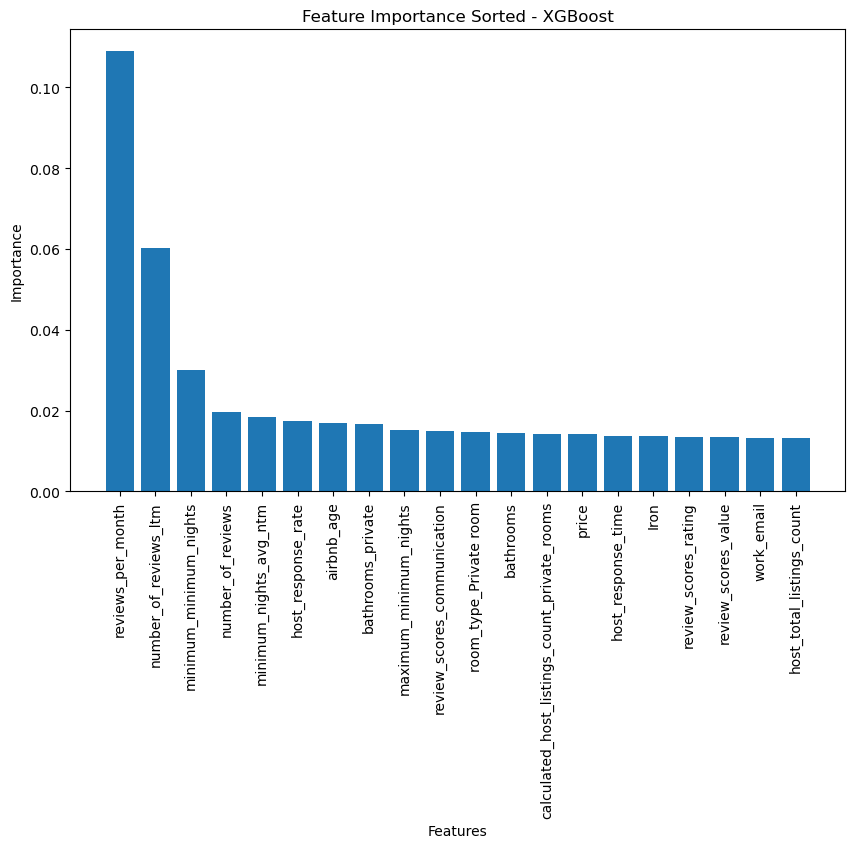 Feature Importance Sorted - XGBoost
Importance
0.10
0.08
0.06
0.04
0.02
0.00
reviews_per_month
number_of_reviews_ltm
minimum_minimum_nights
number_of_reviews
minimum_nights_avg_ntm
host_response_rate
airbnb_age
bathrooms_private
maximum_minimum_nights
review_scores_communication
room_type_Private room
bathrooms
calculated_host_listings_count_private_rooms
price
host_response_time
Iron
review_scores_rating
review_scores_value
work_email
host_total_listings_count
Features